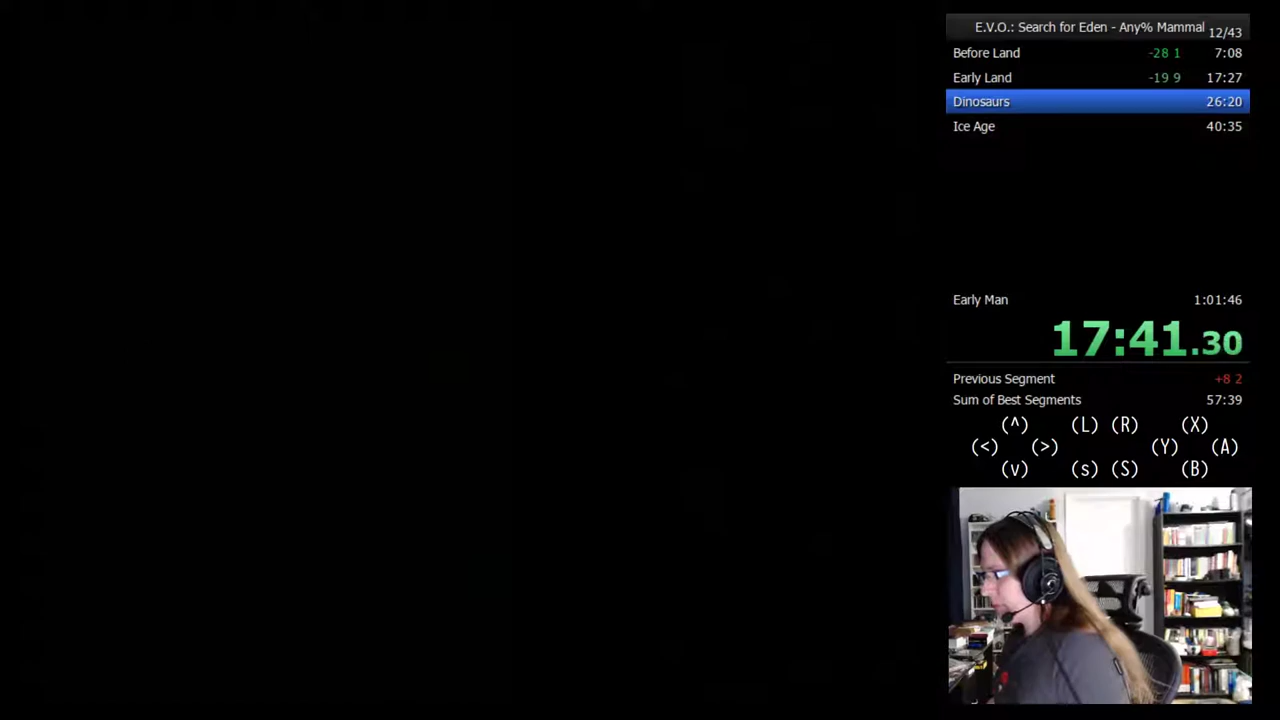 E.V.O.: Search for Eden - Any% Mammal 12/43
Before Land -28 1 7:08
Early Land -19 9 17:27
Dinosaurs 26:20
Ice Age 40:35
Early Man 1:01:46
17:41.30
Previous Segment +8 2
Sum of Best Segments 57:39
(^) (L) (R) (X)
(<) (>) (Y) (A)
(v) (s) (S) (B)